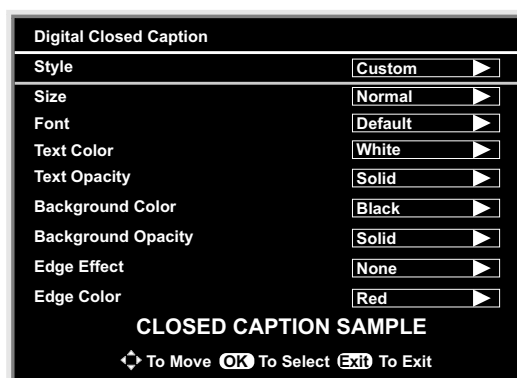 Digital Closed Caption
Style Custom
Size Normal
Font Default
Text Color White
Text Opacity Solid
Background Color Black
Background Opacity Solid
Edge Effect None
Edge Color Red
CLOSED CAPTION SAMPLE
To Move OK To Select Exit To Exit